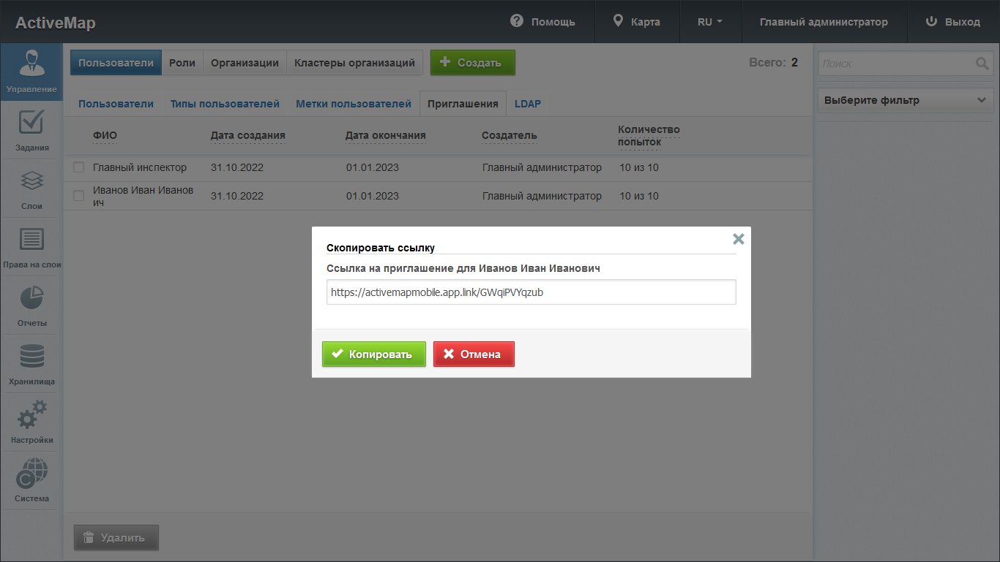 ActiveMap
Помощь
Карта
RU
Главный администратор
Выход
Управление
Задания
Слои
Права на слои
Отчеты
Хранилища
Настройки
Система
Пользователи
Роли
Организации
Кластеры организаций
Создать
Всего: 2
Поиск
Выберите фильтр
Пользователи
Типы пользователей
Метки пользователей
Приглашения
LDAP
ФИО
Дата создания
Дата окончания
Создатель
Количество
попыток
Главный инспектор
31.10.2022
01.01.2023
Главный администратор
10 из 10
Иванов Иван Иванов
ич
31.10.2022
01.01.2023
Главный администратор
10 из 10
Скопировать ссылку
Ссылка на приглашение для Иванов Иван Иванович
https://activemapmobile.app.link/GWqiPVYqzub
Копировать
Отмена
Удалить